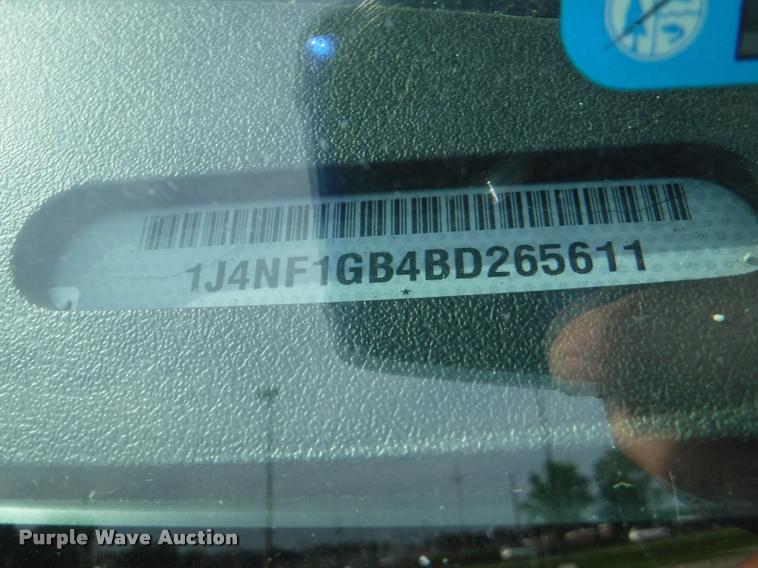 1J4NF1GB4BD265611
*
Purple Wave Auction